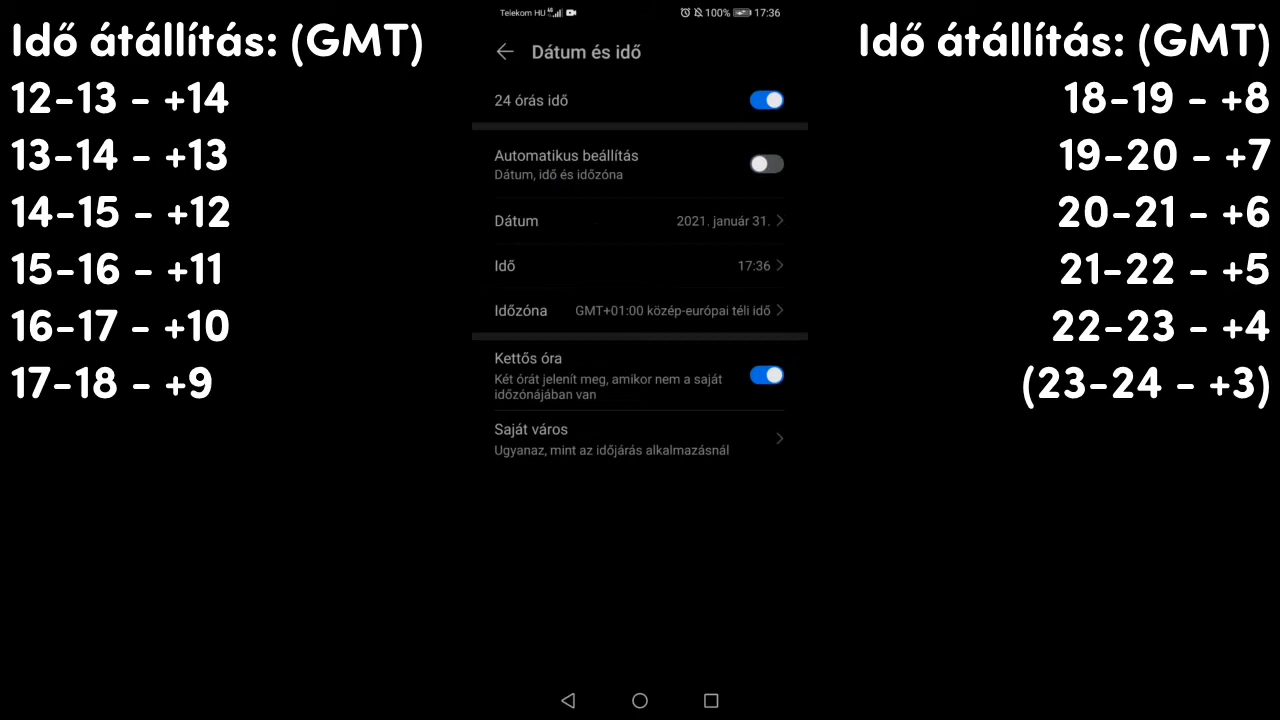 Idő átállítás: (GMT)
12-13 - +14
13-14 - +13
14-15 - +12
15-16 - +11
16-17 - +10
17-18 - +9
Telekom HU 4G 100% 17:36
Dátum és idő
24 órás idő
Automatikus beállítás
Dátum, idő és időzóna
Dátum 2021. január 31.
Idő 17:36
Időzóna GMT+01:00 közép-európai téli idő
Kettős óra
Két órát jelenít meg, amikor nem a saját
időzónájában van
Saját város
Ugyanaz, mint az időjárás alkalmazásnál
Idő átállítás: (GMT)
18-19 - +8
19-20 - +7
20-21 - +6
21-22 - +5
22-23 - +4
(23-24 - +3)